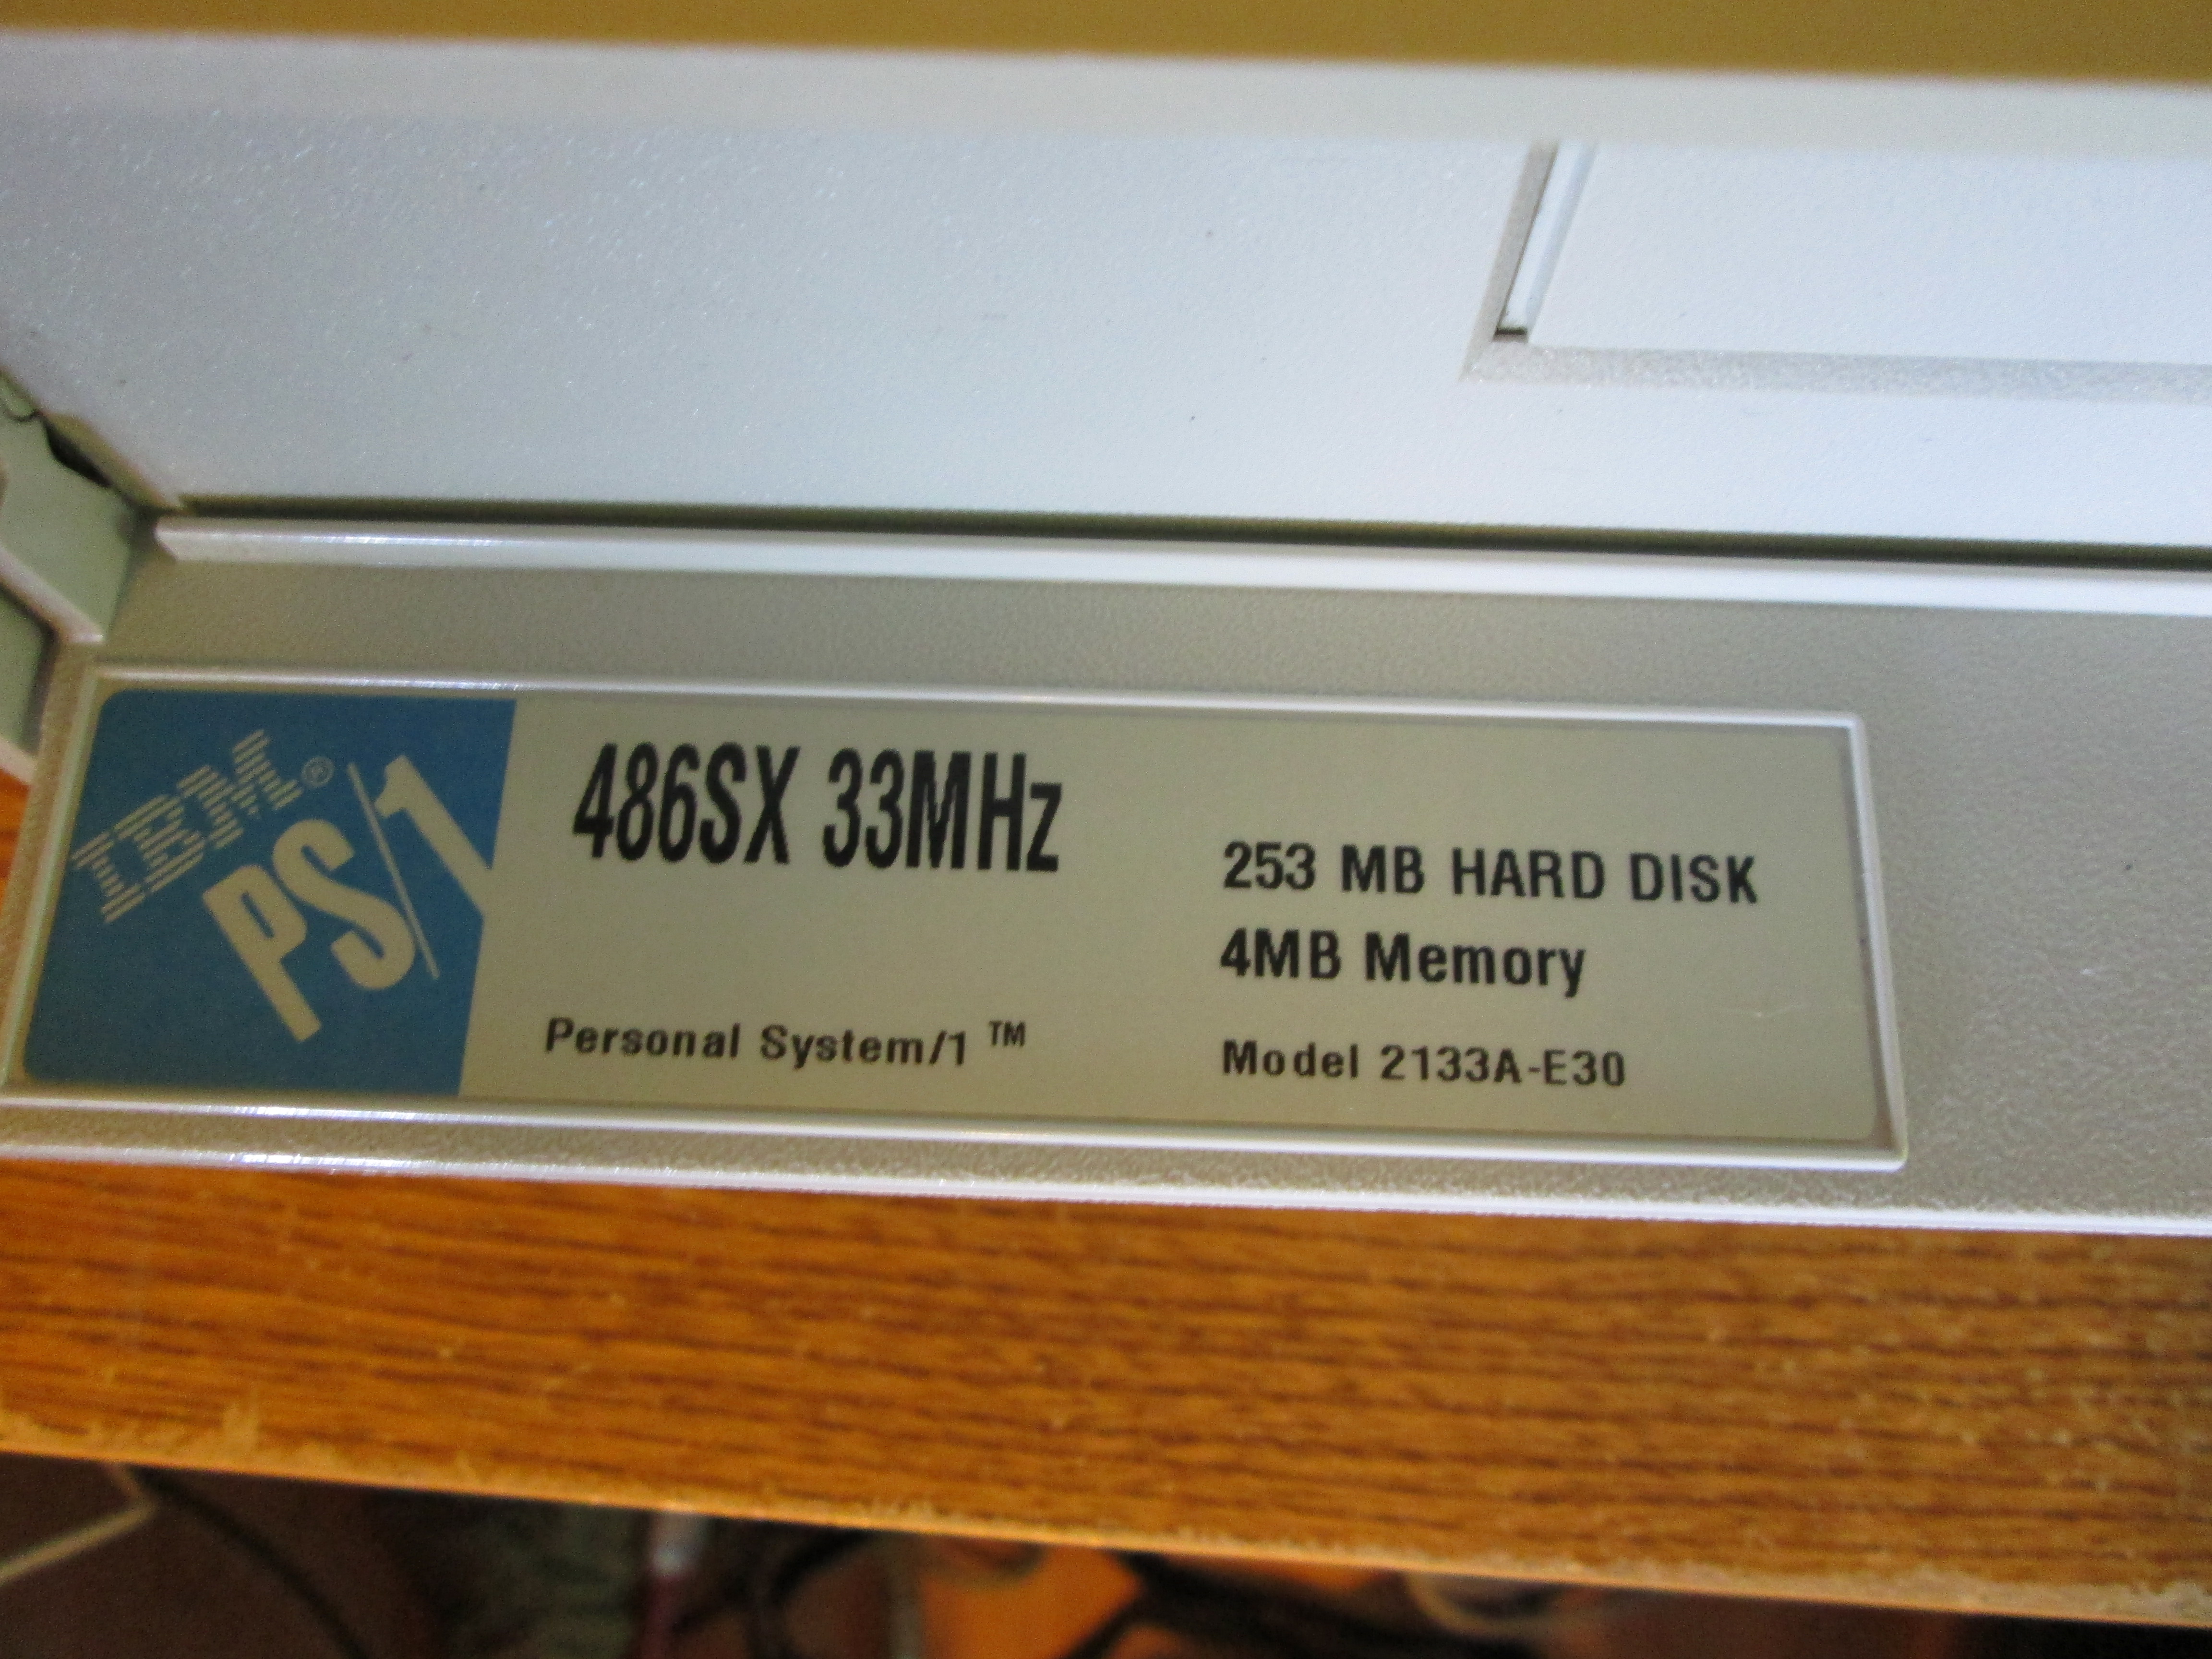 IBM®
PS/1
486SX 33MHz
253 MB HARD DISK
4MB Memory
Personal System/1 ™
Model 2133A-E30